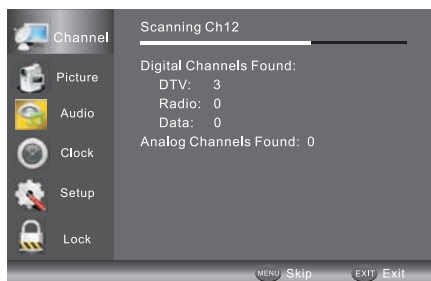 Channel
Picture
Audio
Clock
Setup
Lock
Scanning Ch12
Digital Channels Found:
DTV: 3
Radio: 0
Data: 0
Analog Channels Found: 0
MENU Skip EXIT Exit